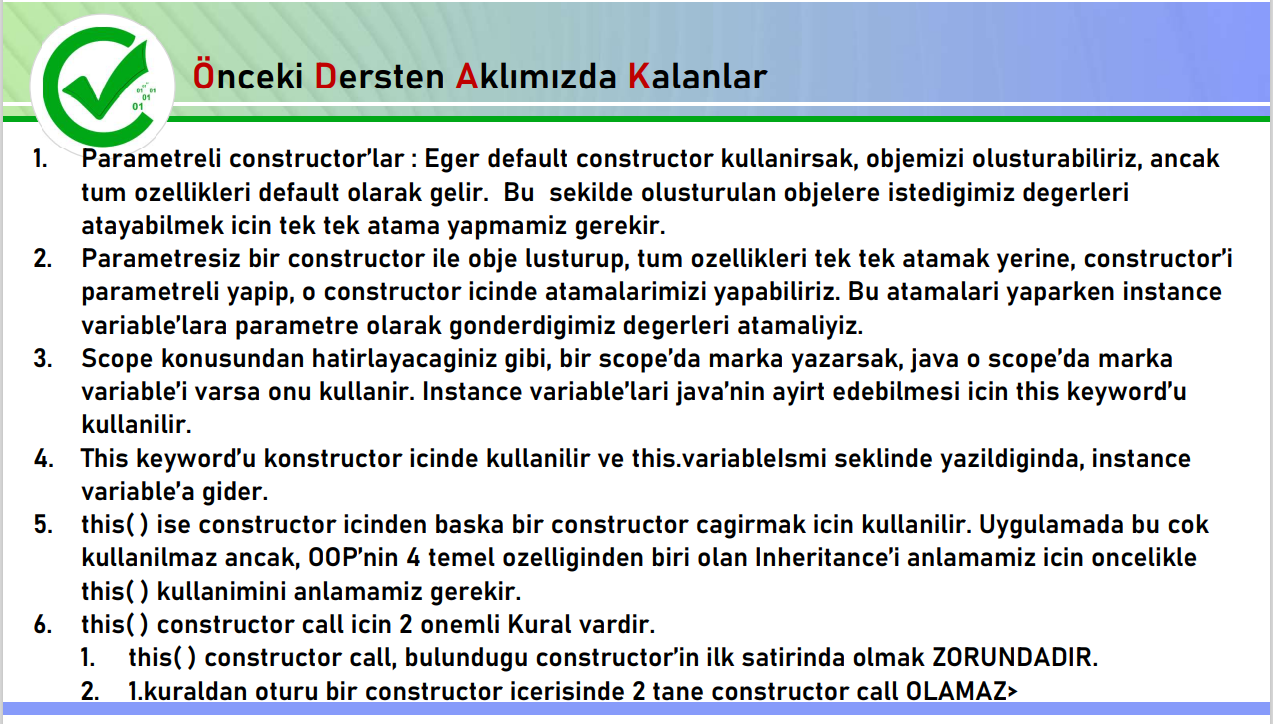 Önceki Dersten Aklımızda Kalanlar
01 01
01
01
1. Parametreli constructor’lar : Eger default constructor kullanirsak, objemizi olusturabiliriz, ancak
tum ozellikleri default olarak gelir. Bu sekilde olusturulan objelere istedigimiz degerleri
atayabilmek icin tek tek atama yapmamiz gerekir.
2. Parametresiz bir constructor ile obje lusturup, tum ozellikleri tek tek atamak yerine, constructor’i
parametreli yapip, o constructor icinde atamalarimizi yapabiliriz. Bu atamalari yaparken instance
variable’lara parametre olarak gonderdigimiz degerleri atamaliyiz.
3. Scope konusundan hatirlayacaginiz gibi, bir scope’da marka yazarsak, java o scope’da marka
variable’i varsa onu kullanir. Instance variable’lari java’nin ayirt edebilmesi icin this keyword’u
kullanilir.
4. This keyword’u konstructor icinde kullanilir ve this.variableIsmi seklinde yazildiginda, instance
variable’a gider.
5. this( ) ise constructor icinden baska bir constructor cagirmak icin kullanilir. Uygulamada bu cok
kullanilmaz ancak, OOP’nin 4 temel ozelliginden biri olan Inheritance’i anlamamiz icin oncelikle
this( ) kullanimini anlamamiz gerekir.
6. this( ) constructor call icin 2 onemli Kural vardir.
1. this( ) constructor call, bulundugu constructor’in ilk satirinda olmak ZORUNDADIR.
2. 1.kuraldan oturu bir constructor icerisinde 2 tane constructor call OLAMAZ>